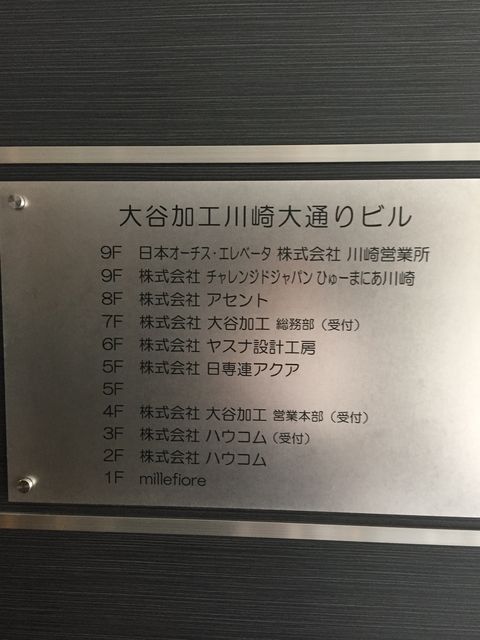 大谷加工川崎大通りビル
9F 日本オーチス・エレベータ 株式会社 川崎営業所
9F 株式会社 チャレンジドジャパン ひゅーまにあ川崎
8F 株式会社 アセント
7F 株式会社 大谷加工 総務部（受付）
6F 株式会社 ヤスナ設計工房
5F 株式会社 日専連アクア
5F
4F 株式会社 大谷加工 営業本部（受付）
3F 株式会社 ハウコム（受付）
2F 株式会社 ハウコム
1F millefiore